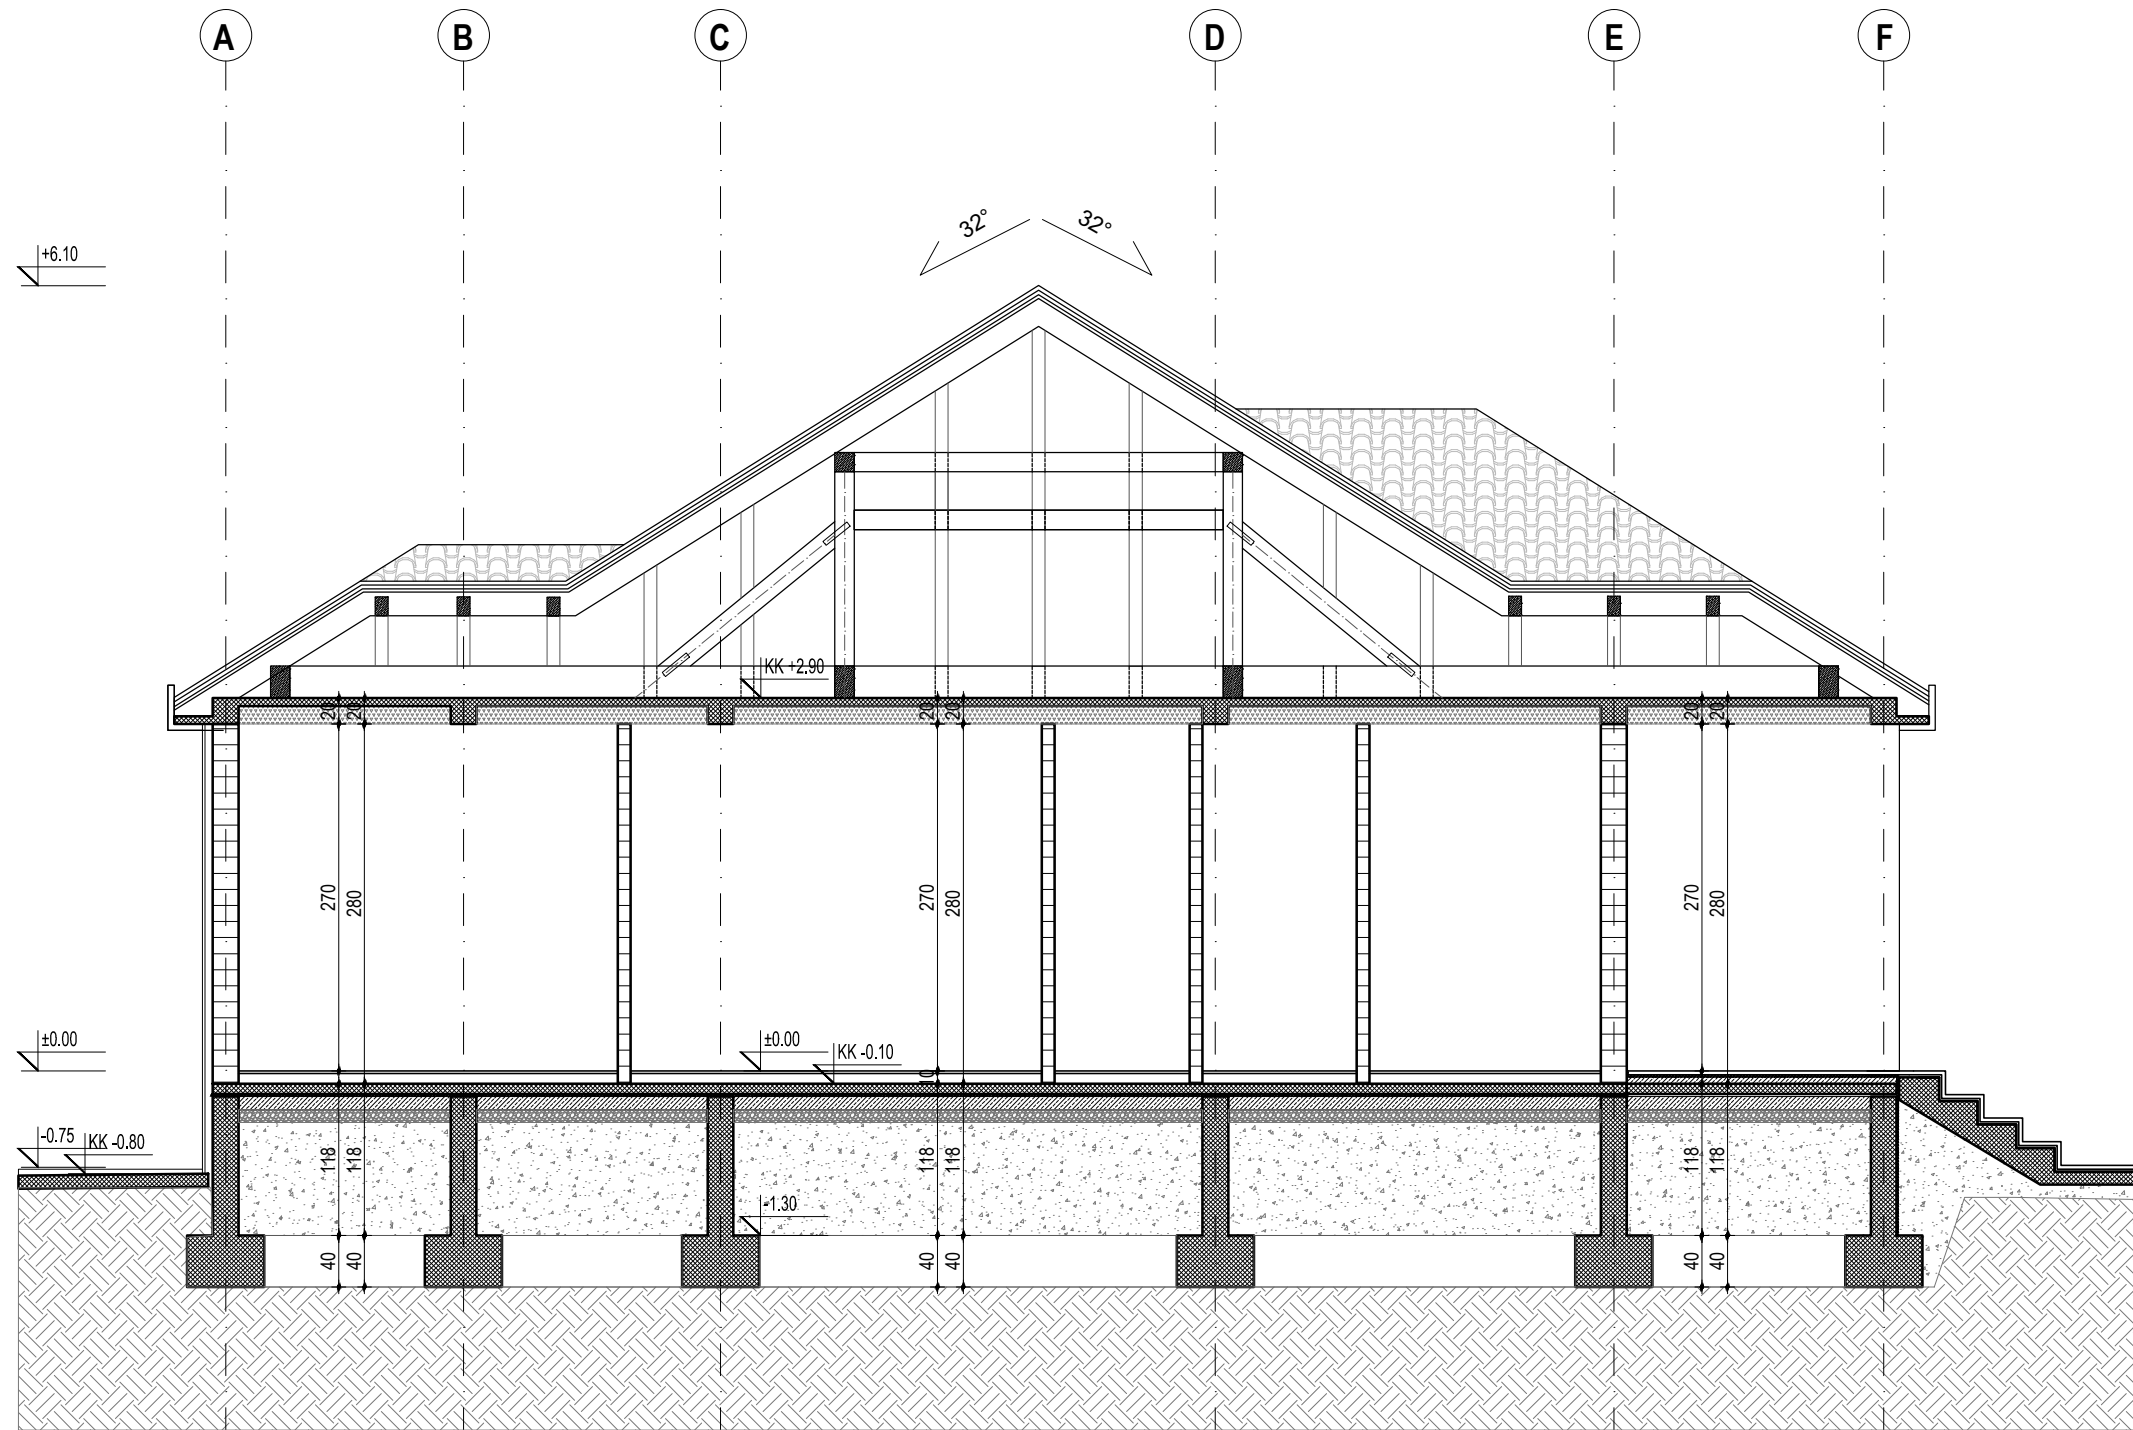 A B C D E F
32° 32°
+6.10
KK +2.90
20 20 20 20 20 20
270 280 270 280 270 280
±0.00 ±0.00
KK -0.10
10
-0.75 KK -0.80
118 118 118 118 118 118
-1.30
40 40 40 40 40 40